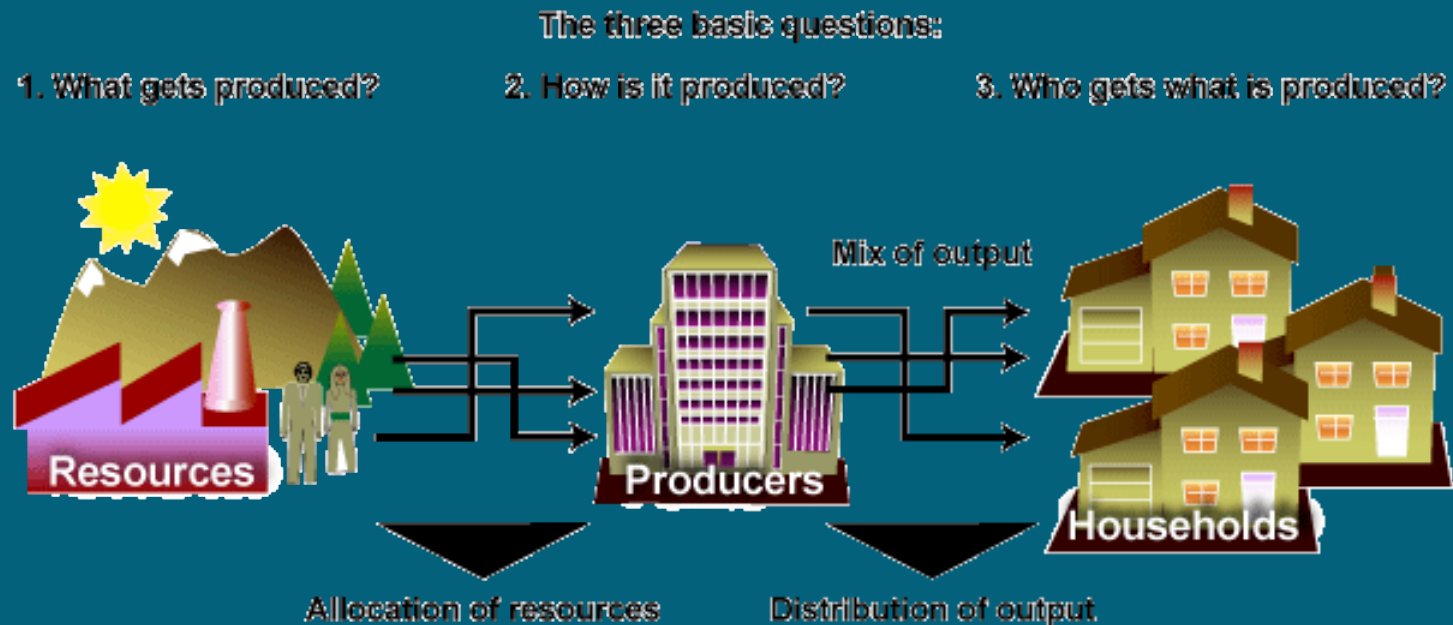 The three basic questions:
1. What gets produced?
2. How is it produced?
3. Who gets what is produced?
Mix of output
Resources
Producers
Households
Allocation of resources
Distribution of output